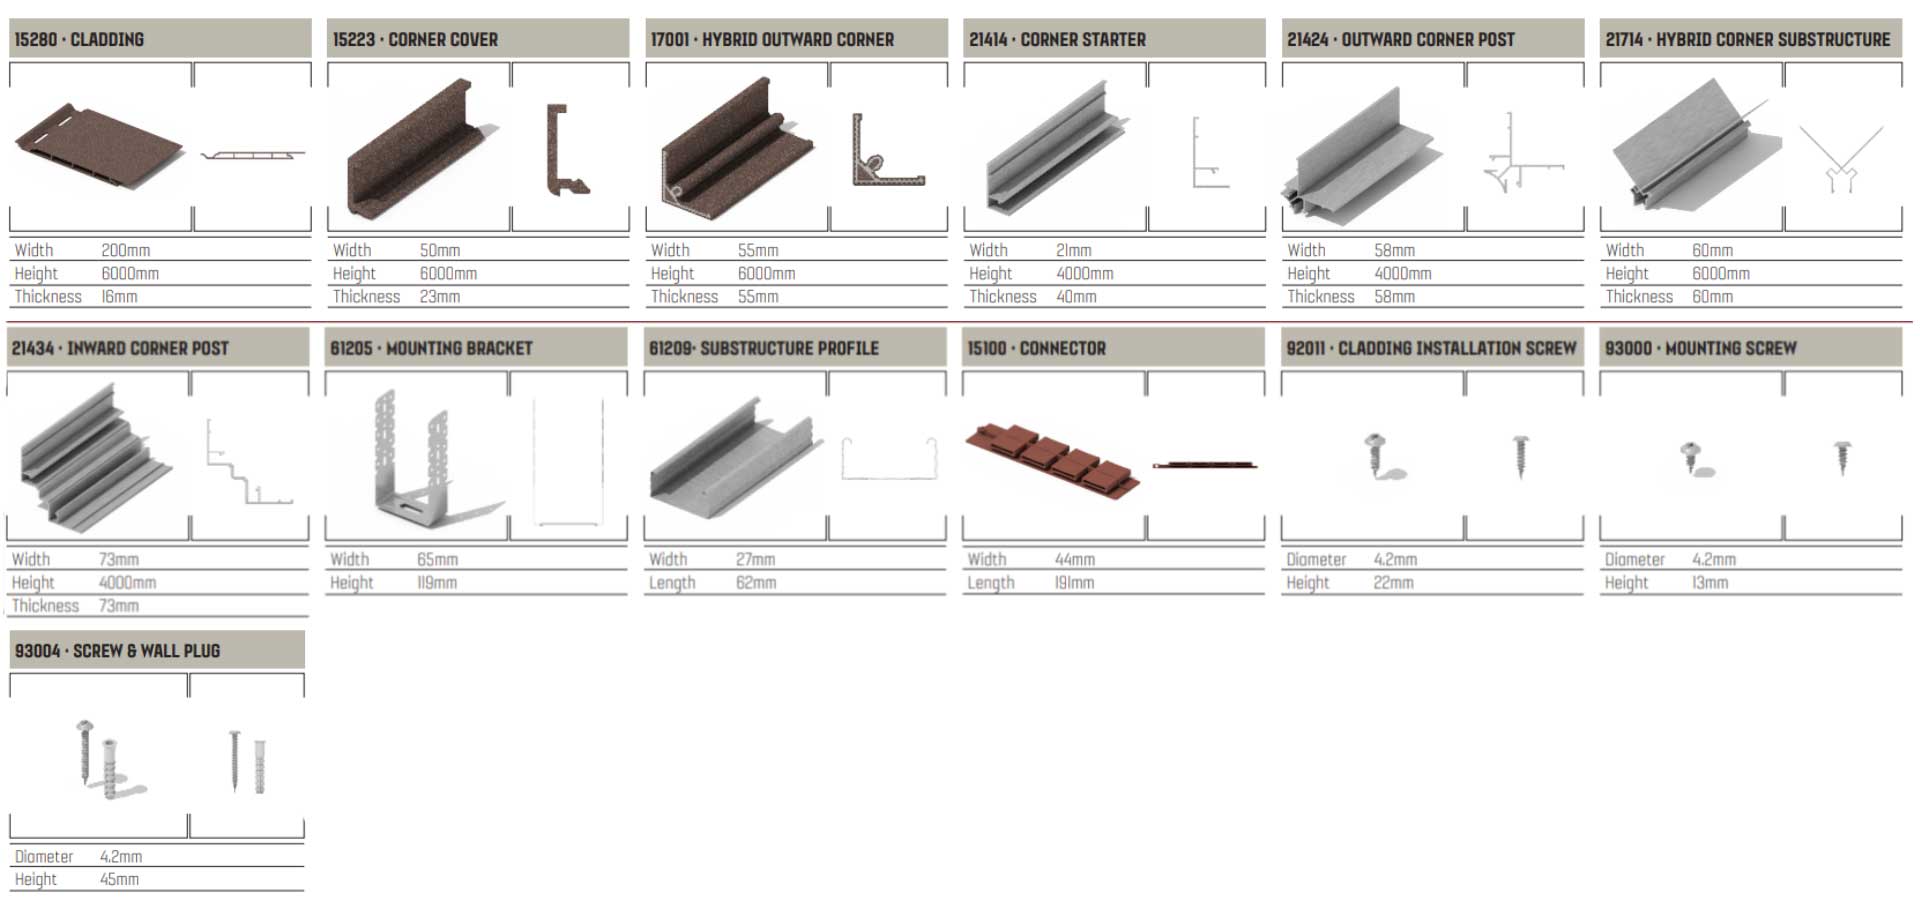 15280 · CLADDING
Width 200mm
Height 6000mm
Thickness 16mm
15223 · CORNER COVER
Width 50mm
Height 6000mm
Thickness 23mm
17001 · HYBRID OUTWARD CORNER
Width 55mm
Height 6000mm
Thickness 55mm
21414 · CORNER STARTER
Width 21mm
Height 4000mm
Thickness 40mm
21424 · OUTWARD CORNER POST
Width 58mm
Height 4000mm
Thickness 58mm
21714 · HYBRID CORNER SUBSTRUCTURE
Width 60mm
Height 6000mm
Thickness 60mm
21434 · INWARD CORNER POST
Width 73mm
Height 4000mm
Thickness 73mm
61205 · MOUNTING BRACKET
Width 65mm
Height 119mm
61209· SUBSTRUCTURE PROFILE
Width 27mm
Length 62mm
15100 · CONNECTOR
Width 44mm
Length 191mm
92011 · CLADDING INSTALLATION SCREW
Diameter 4.2mm
Height 22mm
93000 · MOUNTING SCREW
Diameter 4.2mm
Height 13mm
93004 · SCREW & WALL PLUG
Diameter 4.2mm
Height 45mm